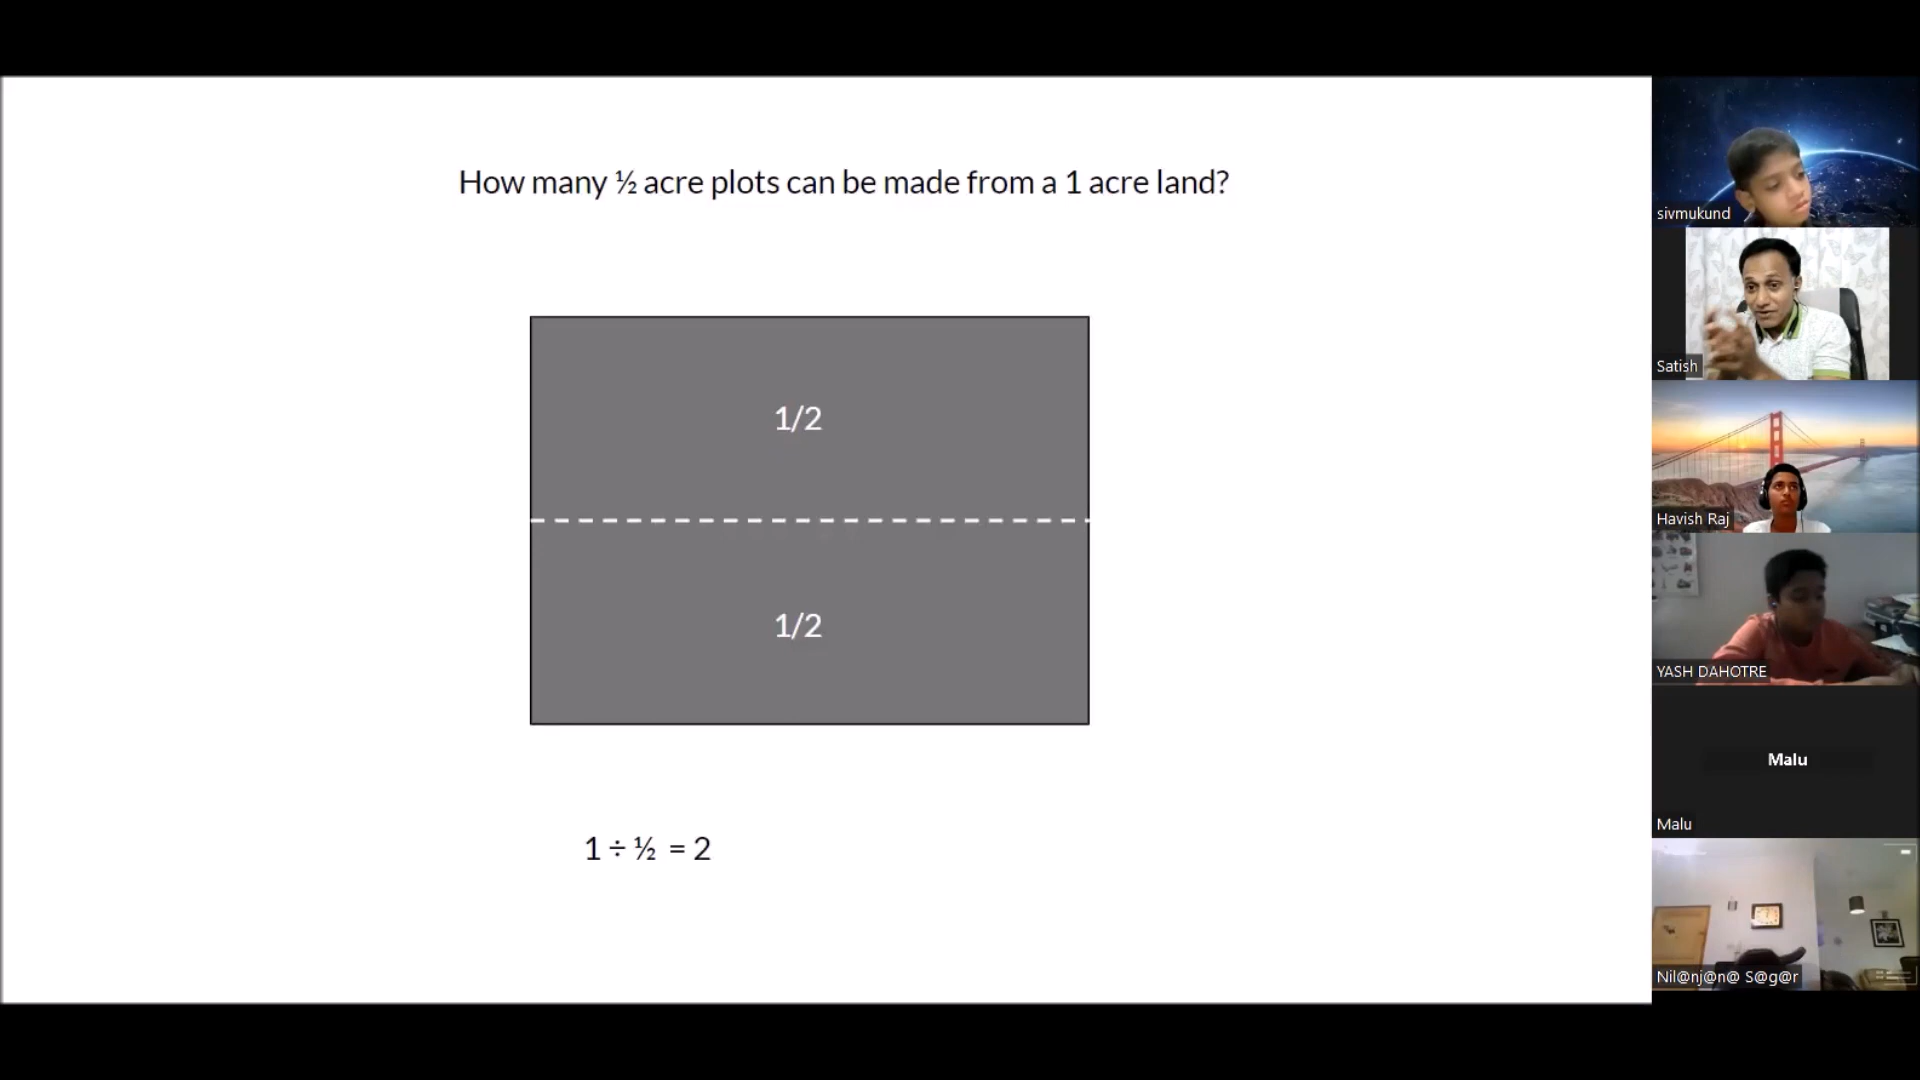 How many ½ acre plots can be made from a 1 acre land?
1/2
1/2
1 ÷ ½ = 2
sivmukund
Satish
Havish Raj
YASH DAHOTRE
Malu
Malu
Nil@nj@n@ S@g@r